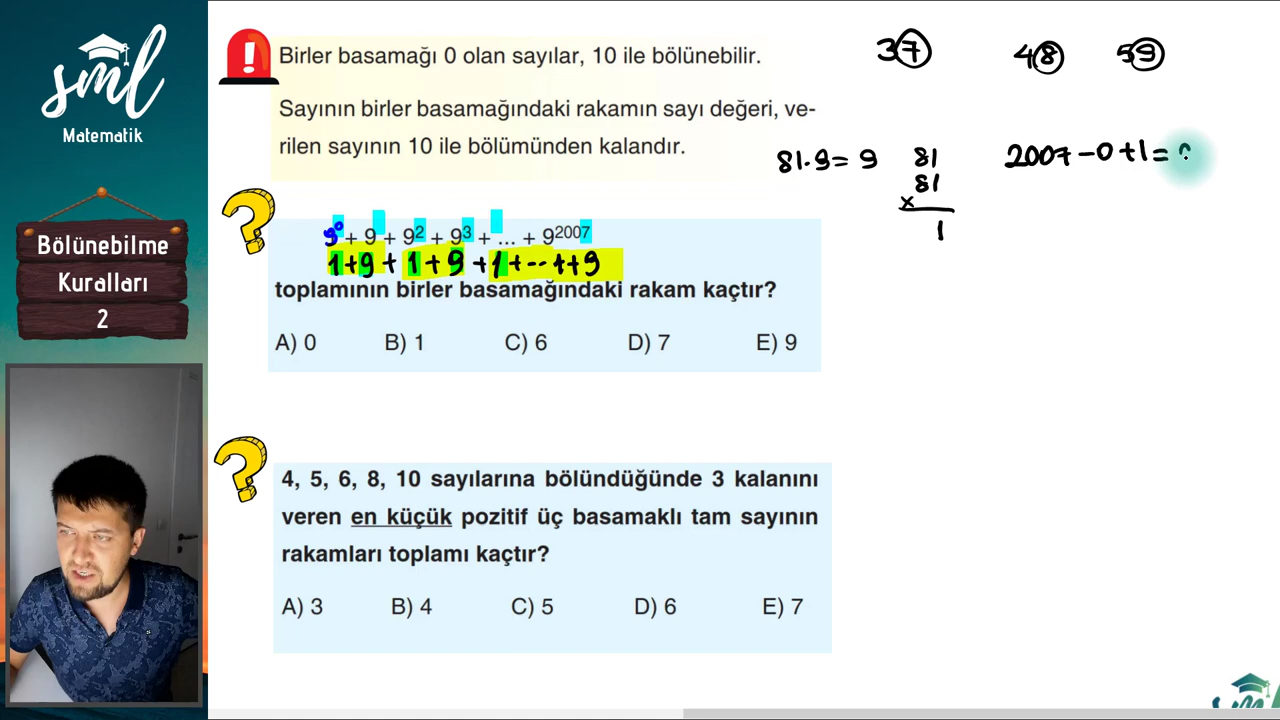 sml
Matematik
Bölünebilme
Kuralları
2
Birler basamağı 0 olan sayılar, 10 ile bölünebilir.
Sayının birler basamağındaki rakamın sayı değeri, ve-
rilen sayının 10 ile bölümünden kalandır.
37 48 59
81·9=9
81
81
×
1
2007-0+1=
9⁰ + 9 + 9² + 9³ + ... + 9²⁰⁰⁷
1+9+1+9+1+...++9
toplamının birler basamağındaki rakam kaçtır?
A) 0 B) 1 C) 6 D) 7 E) 9
4, 5, 6, 8, 10 sayılarına bölündüğünde 3 kalanını
veren en küçük pozitif üç basamaklı tam sayının
rakamları toplamı kaçtır?
A) 3 B) 4 C) 5 D) 6 E) 7